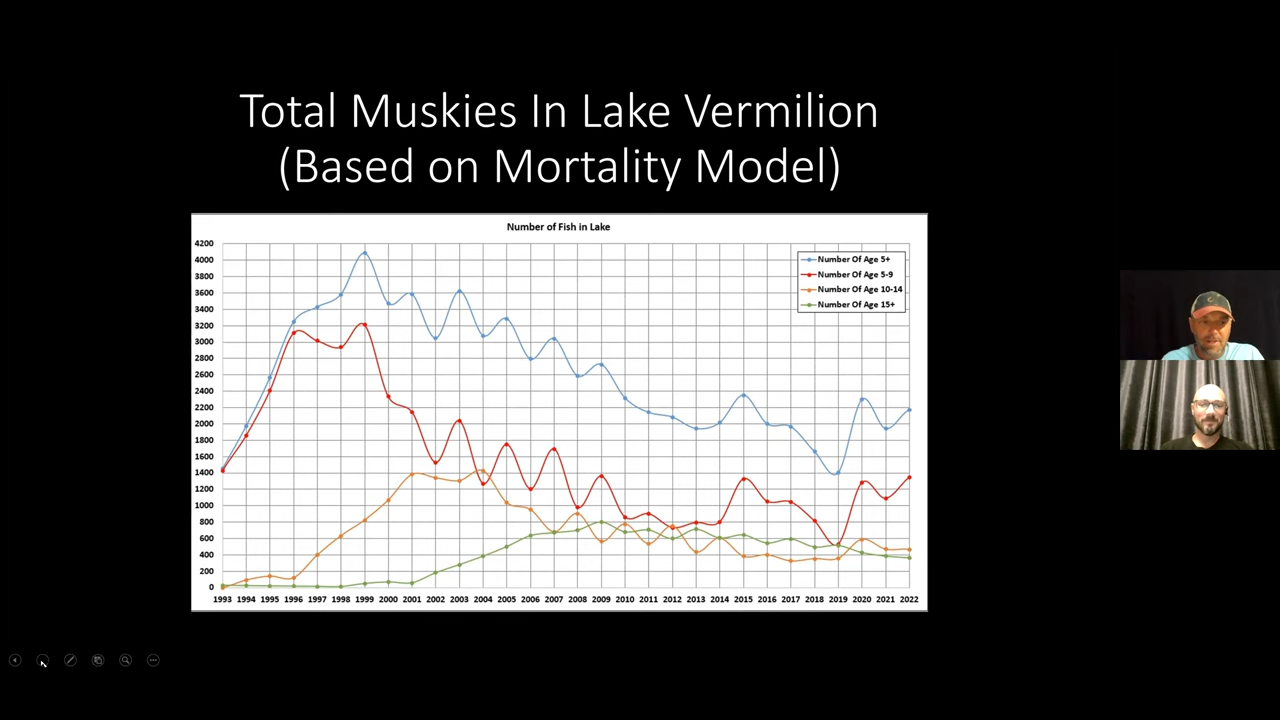 Total Muskies In Lake Vermilion
(Based on Mortality Model)
Number of Fish in Lake
4200
4000
3800
3600
3400
3200
3000
2800
2600
2400
2200
2000
1800
1600
1400
1200
1000
800
600
400
200
0
Number Of Age 5+
Number Of Age 5-9
Number Of Age 10-14
Number Of Age 15+
1993 1994 1995 1996 1997 1998 1999 2000 2001 2002 2003 2004 2005 2006 2007 2008 2009 2010 2011 2012 2013 2014 2015 2016 2017 2018 2019 2020 2021 2022